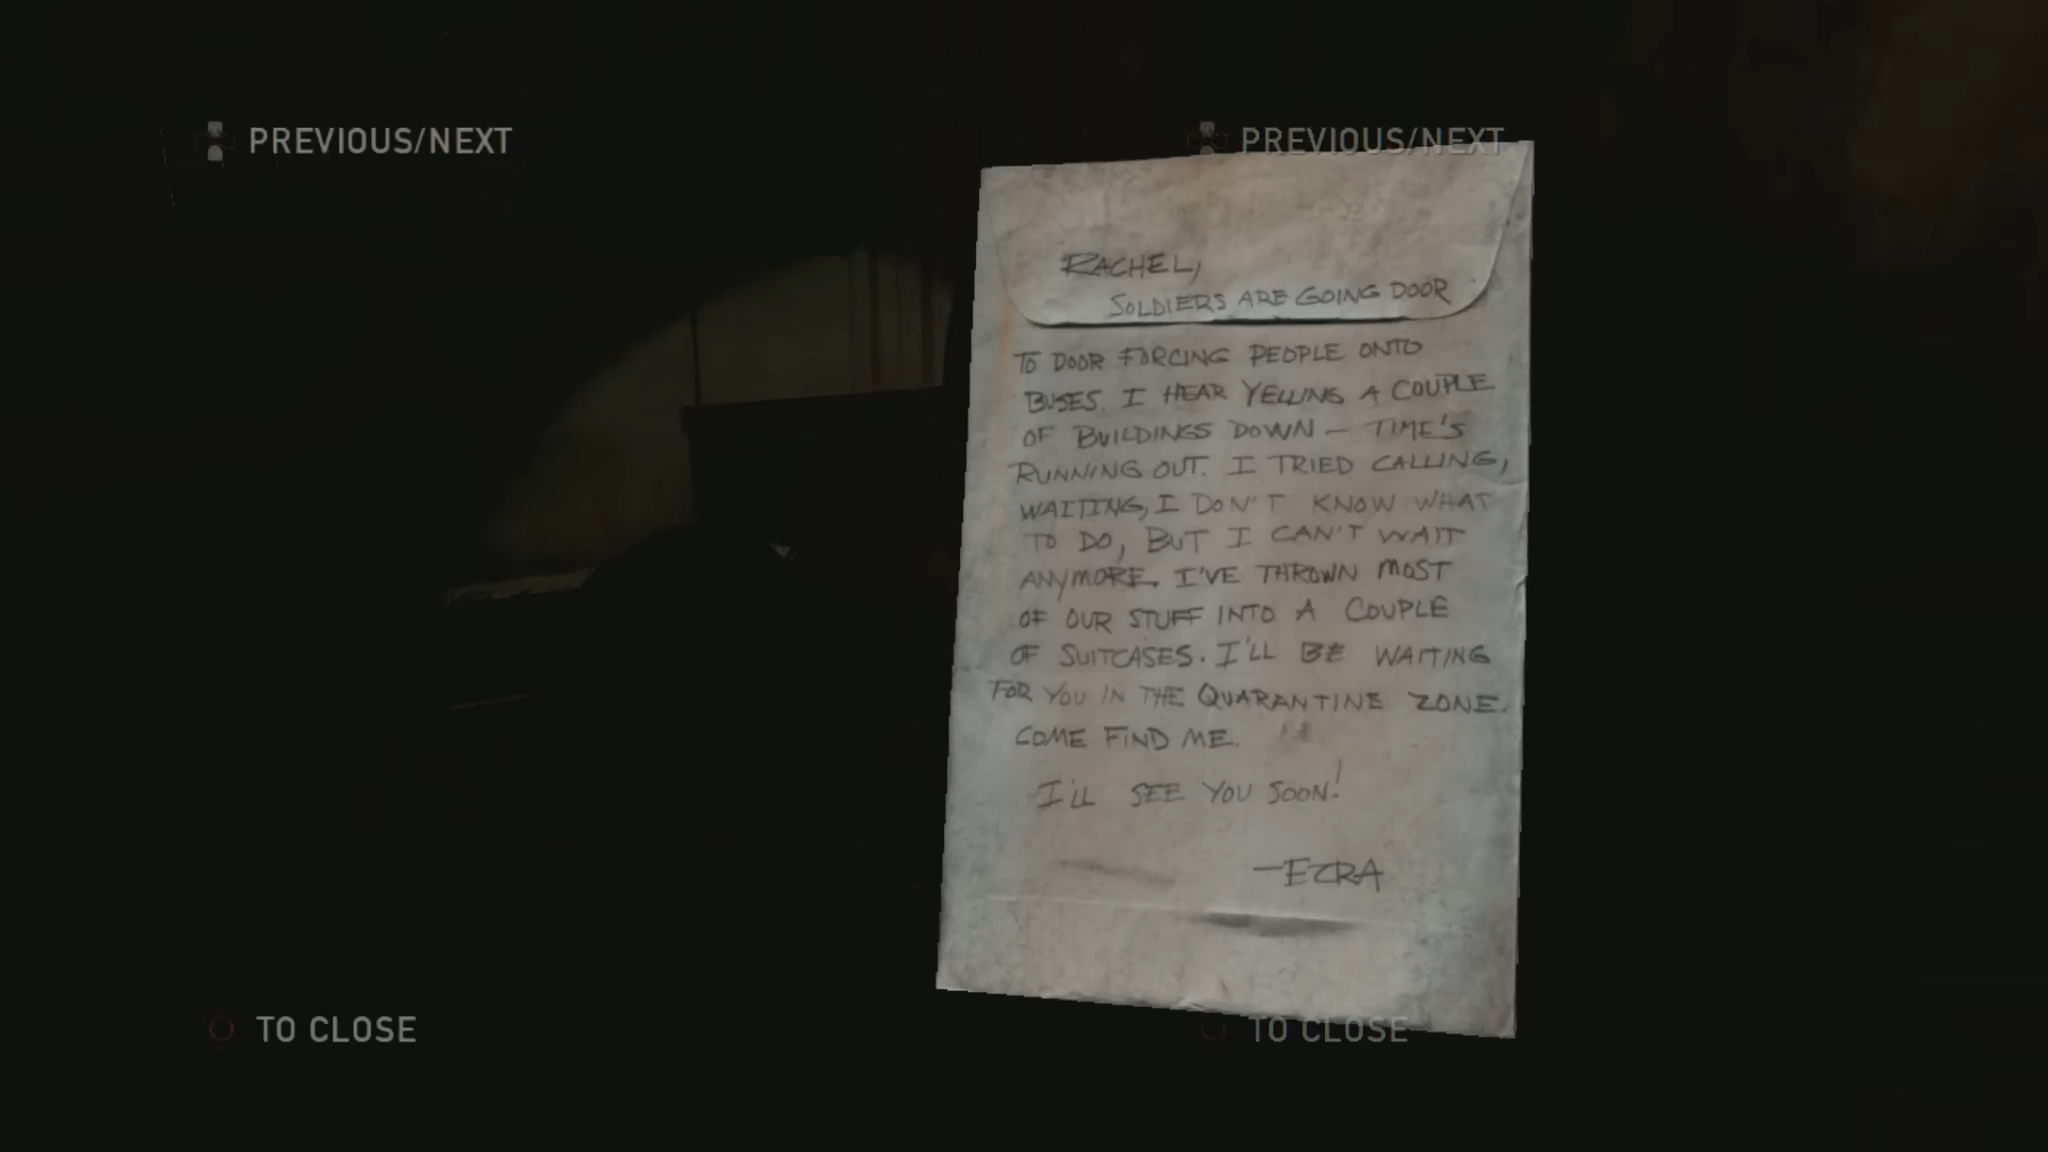 PREVIOUS/NEXT
PREVIOUS/NEXT
RACHEL,
SOLDIERS ARE GOING DOOR
TO DOOR FORCING PEOPLE ONTO
BUSES. I HEAR YELLING A COUPLE
OF BUILDINGS DOWN – TIME'S
RUNNING OUT. I TRIED CALLING,
WAITING, I DON'T KNOW WHAT
TO DO, BUT I CAN'T WAIT
ANYMORE. I'VE THROWN MOST
OF OUR STUFF INTO A COUPLE
OF SUITCASES. I'LL BE WAITING
FOR YOU IN THE QUARANTINE ZONE.
COME FIND ME.
I'LL SEE YOU SOON!
–EZRA
TO CLOSE
TO CLOSE